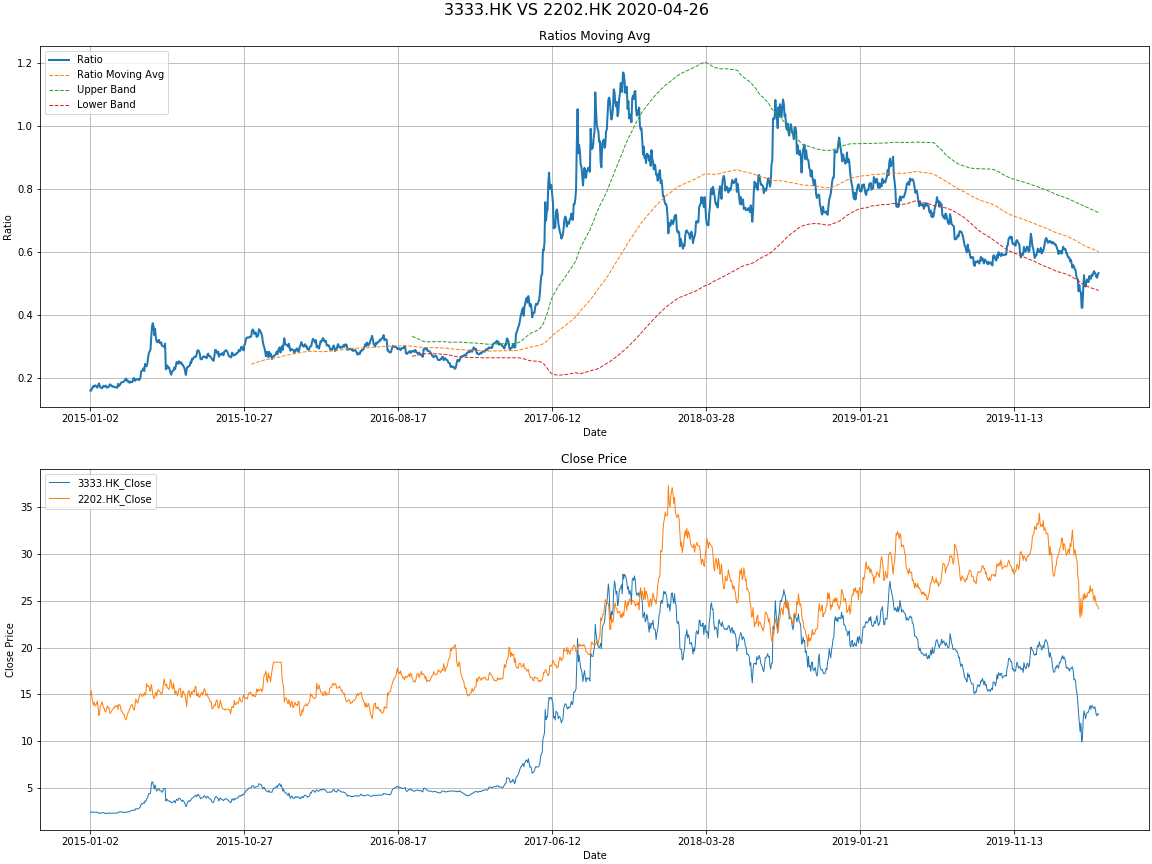 3333.HK VS 2202.HK 2020-04-26
Ratios Moving Avg
Ratio
Ratio Moving Avg
Upper Band
Lower Band
1.2
1.0
0.8
0.6
0.4
0.2
Ratio
2015-01-02 2015-10-27 2016-08-17 2017-06-12 2018-03-28 2019-01-21 2019-11-13
Date
Close Price
3333.HK_Close
2202.HK_Close
35
30
25
20
15
10
5
Close Price
2015-01-02 2015-10-27 2016-08-17 2017-06-12 2018-03-28 2019-01-21 2019-11-13
Date